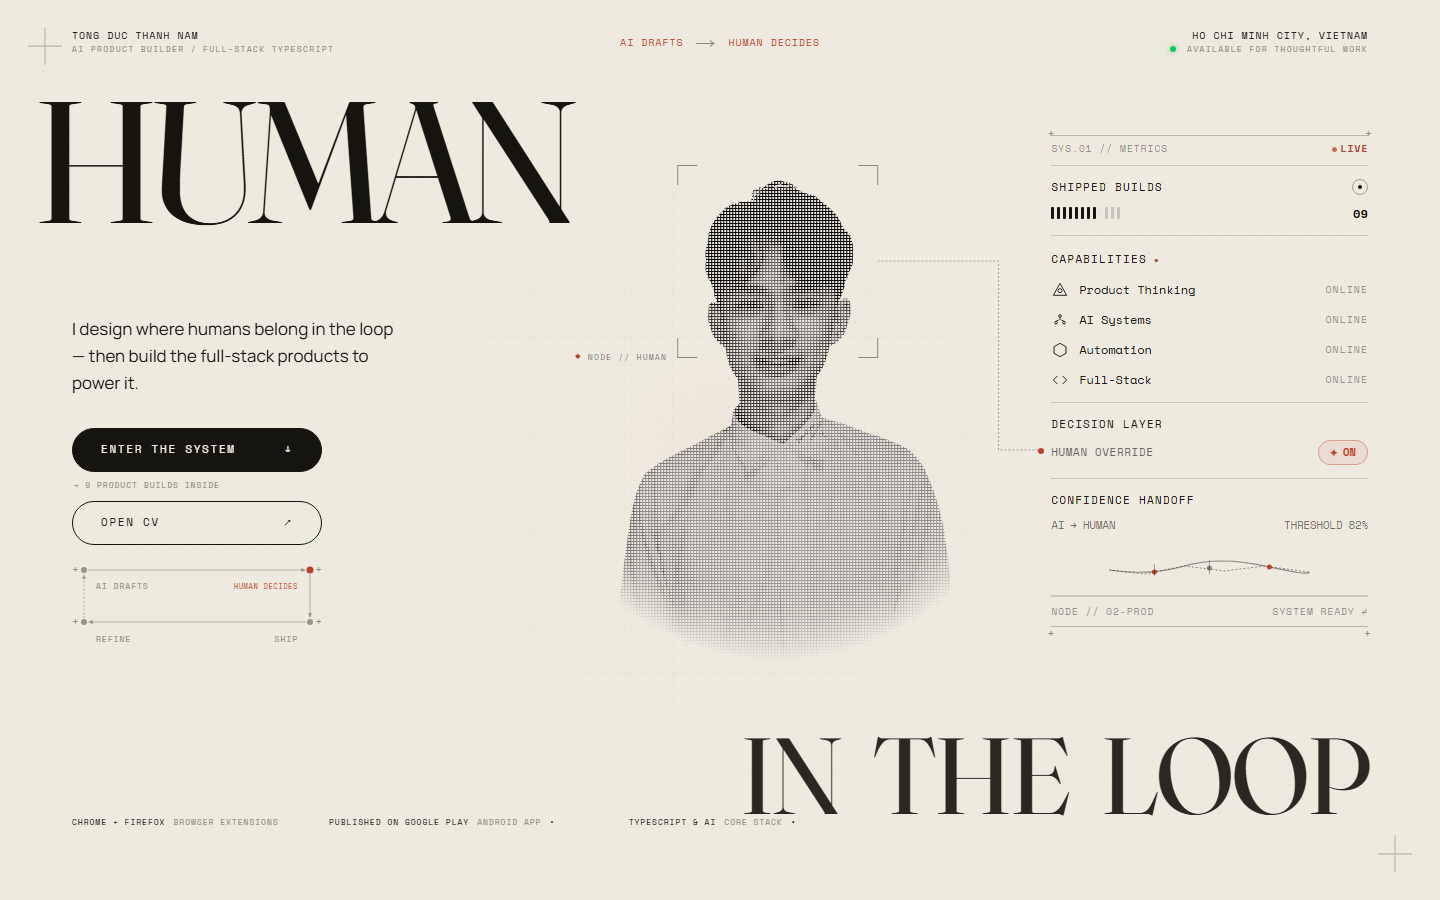 TONG DUC THANH NAM
AI PRODUCT BUILDER / FULL-STACK TYPESCRIPT
AI DRAFTS → HUMAN DECIDES
HO CHI MINH CITY, VIETNAM
AVAILABLE FOR THOUGHTFUL WORK
HUMAN
I design where humans belong in the loop
— then build the full-stack products to
power it.
ENTER THE SYSTEM ↓
→ 9 PRODUCT BUILDS INSIDE
OPEN CV ↗
AI DRAFTS HUMAN DECIDES
REFINE SHIP
NODE // HUMAN
SYS.01 // METRICS LIVE
SHIPPED BUILDS
09
CAPABILITIES
Product Thinking ONLINE
AI Systems ONLINE
Automation ONLINE
Full-Stack ONLINE
DECISION LAYER
HUMAN OVERRIDE ✦ ON
CONFIDENCE HANDOFF
AI → HUMAN THRESHOLD 82%
NODE // 02-PROD SYSTEM READY ↲
IN THE LOOP
CHROME + FIREFOX BROWSER EXTENSIONS PUBLISHED ON GOOGLE PLAY ANDROID APP • TYPESCRIPT & AI CORE STACK •